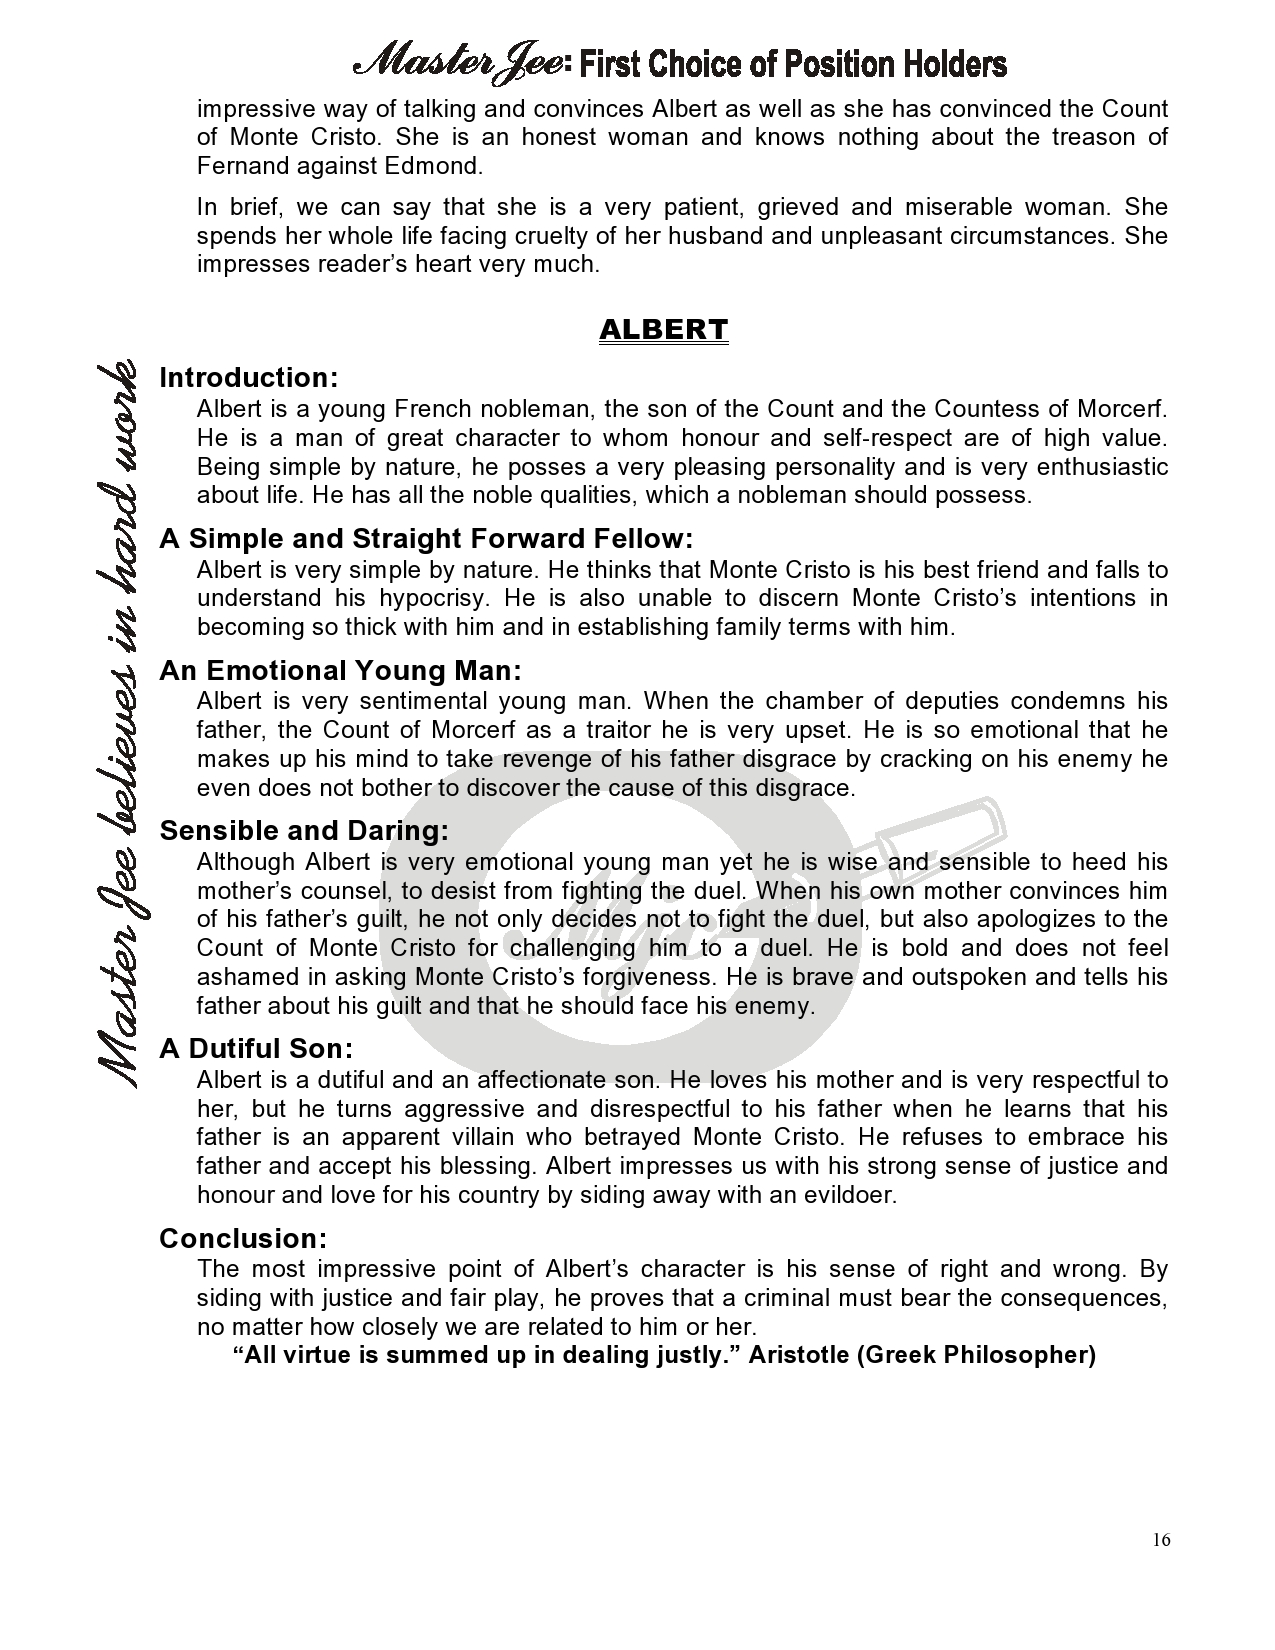 Master Jee: First Choice of Position Holders
impressive way of talking and convinces Albert as well as she has convinced the Count
of Monte Cristo. She is an honest woman and knows nothing about the treason of
Fernand against Edmond.
In brief, we can say that she is a very patient, grieved and miserable woman. She
spends her whole life facing cruelty of her husband and unpleasant circumstances. She
impresses reader’s heart very much.
ALBERT
Introduction:
Albert is a young French nobleman, the son of the Count and the Countess of Morcerf.
He is a man of great character to whom honour and self-respect are of high value.
Being simple by nature, he posses a very pleasing personality and is very enthusiastic
about life. He has all the noble qualities, which a nobleman should possess.
A Simple and Straight Forward Fellow:
Albert is very simple by nature. He thinks that Monte Cristo is his best friend and falls to
understand his hypocrisy. He is also unable to discern Monte Cristo’s intentions in
becoming so thick with him and in establishing family terms with him.
An Emotional Young Man:
Albert is very sentimental young man. When the chamber of deputies condemns his
father, the Count of Morcerf as a traitor he is very upset. He is so emotional that he
makes up his mind to take revenge of his father disgrace by cracking on his enemy he
even does not bother to discover the cause of this disgrace.
Sensible and Daring:
Although Albert is very emotional young man yet he is wise and sensible to heed his
mother’s counsel, to desist from fighting the duel. When his own mother convinces him
of his father’s guilt, he not only decides not to fight the duel, but also apologizes to the
Count of Monte Cristo for challenging him to a duel. He is bold and does not feel
ashamed in asking Monte Cristo’s forgiveness. He is brave and outspoken and tells his
father about his guilt and that he should face his enemy.
A Dutiful Son:
Albert is a dutiful and an affectionate son. He loves his mother and is very respectful to
her, but he turns aggressive and disrespectful to his father when he learns that his
father is an apparent villain who betrayed Monte Cristo. He refuses to embrace his
father and accept his blessing. Albert impresses us with his strong sense of justice and
honour and love for his country by siding away with an evildoer.
Conclusion:
The most impressive point of Albert’s character is his sense of right and wrong. By
siding with justice and fair play, he proves that a criminal must bear the consequences,
no matter how closely we are related to him or her.
“All virtue is summed up in dealing justly.” Aristotle (Greek Philosopher)
Master Jee believes in hard work
Mjc
16